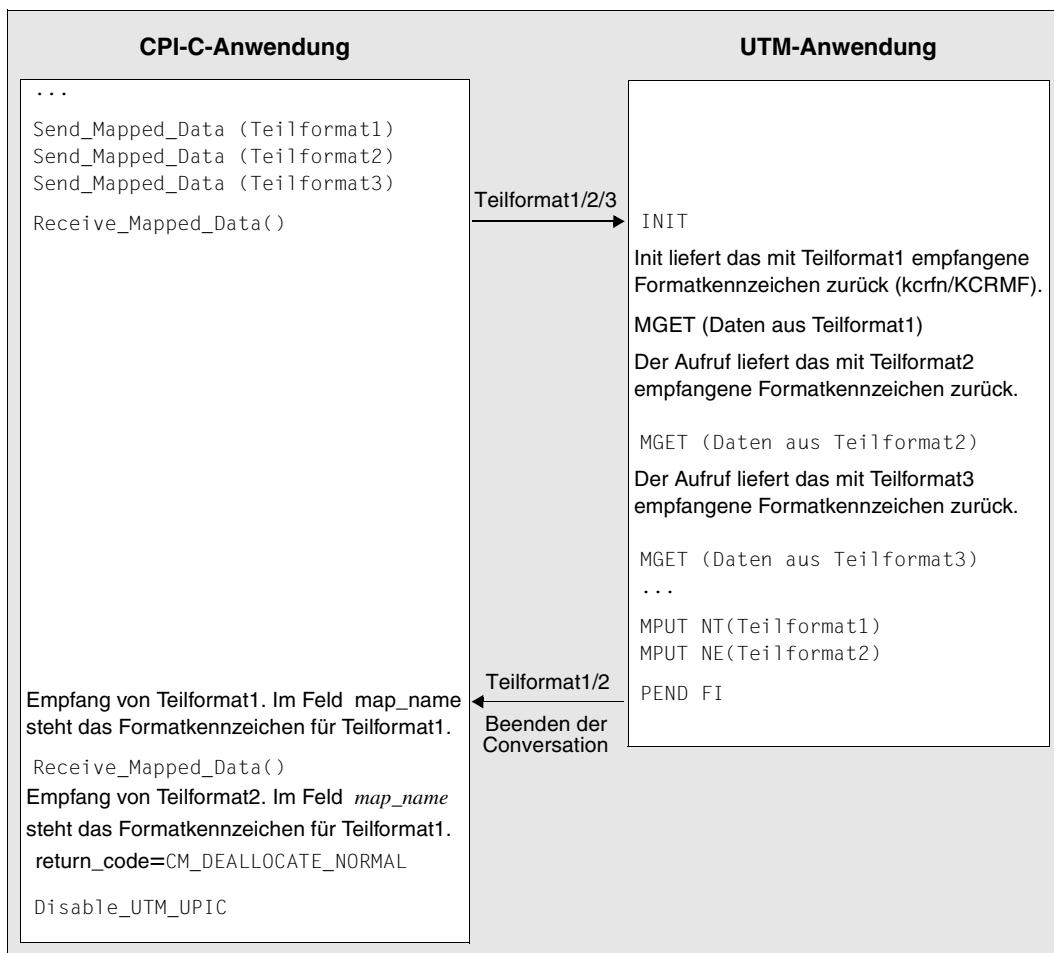 CPI-C-Anwendung
...
Send_Mapped_Data (Teilformat1)
Send_Mapped_Data (Teilformat2)
Send_Mapped_Data (Teilformat3)
Receive_Mapped_Data()
Empfang von Teilformat1. Im Feld map_name
steht das Formatkennzeichen für Teilformat1.
Receive_Mapped_Data()
Empfang von Teilformat2. Im Feld map_name
steht das Formatkennzeichen für Teilformat1.
return_code=CM_DEALLOCATE_NORMAL
Disable_UTM_UPIC
Teilformat1/2/3
Teilformat1/2
Beenden der
Conversation
UTM-Anwendung
INIT
Init liefert das mit Teilformat1 empfangene
Formatkennzeichen zurück (kcrfn/KCRMF).
MGET (Daten aus Teilformat1)
Der Aufruf liefert das mit Teilformat2
empfangene Formatkennzeichen zurück.
MGET (Daten aus Teilformat2)
Der Aufruf liefert das mit Teilformat3
empfangene Formatkennzeichen zurück.
MGET (Daten aus Teilformat3)
...
MPUT NT(Teilformat1)
MPUT NE(Teilformat2)
PEND FI